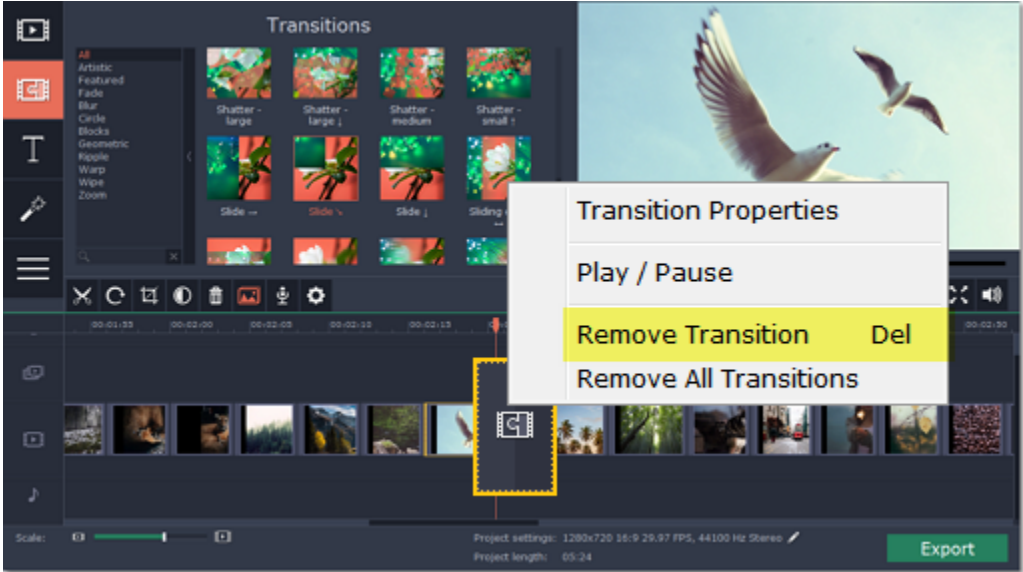 Transitions
All
Artistic
Featured
Fade
Blur
Circle
Blocks
Geometric
Ripple
Warp
Wipe
Zoom
Shatter - large
Shatter - large ↓
Shatter - medium
Shatter - small ↑
Slide →
Slide ↘
Slide ↓
Sliding
Transition Properties
Play / Pause
Remove Transition Del
Remove All Transitions
00:01:55 00:02:00 00:02:05 00:02:10 00:02:15 00:02:30
Scale:
Project settings: 1280x720 16:9 29.97 FPS, 44100 Hz Stereo
Project length: 05:24
Export